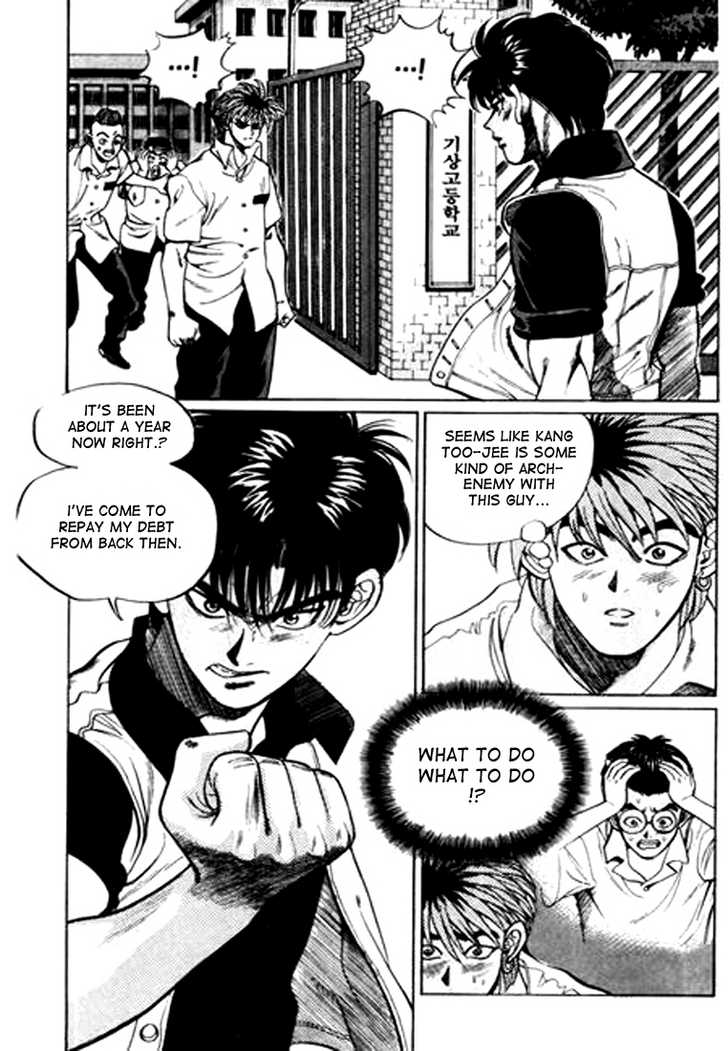 ...!
...!
기상고등학교
IT'S BEEN
ABOUT A YEAR
NOW RIGHT.?
I'VE COME TO
REPAY MY DEBT
FROM BACK THEN.
SEEMS LIKE KANG
TOO-JEE IS SOME
KIND OF ARCH-
ENEMY WITH
THIS GUY...
WHAT TO DO
WHAT TO DO
!?